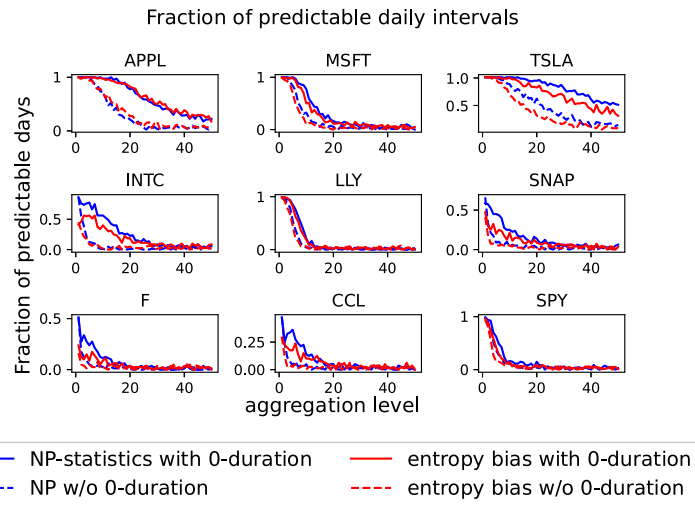 Fraction of predictable daily intervals
APPL
MSFT
TSLA
1
0
0 20 40
1
0
0 20 40
1.0
0.5
0 20 40
INTC
LLY
SNAP
0.5
0.0
0 20 40
1
0
0 20 40
0.5
0.0
0 20 40
F
CCL
SPY
0.5
0.0
0 20 40
0.25
0.00
0 20 40
1
0
0 20 40
Fraction of predictable days
aggregation level
NP-statistics with 0-duration
NP w/o 0-duration
entropy bias with 0-duration
entropy bias w/o 0-duration